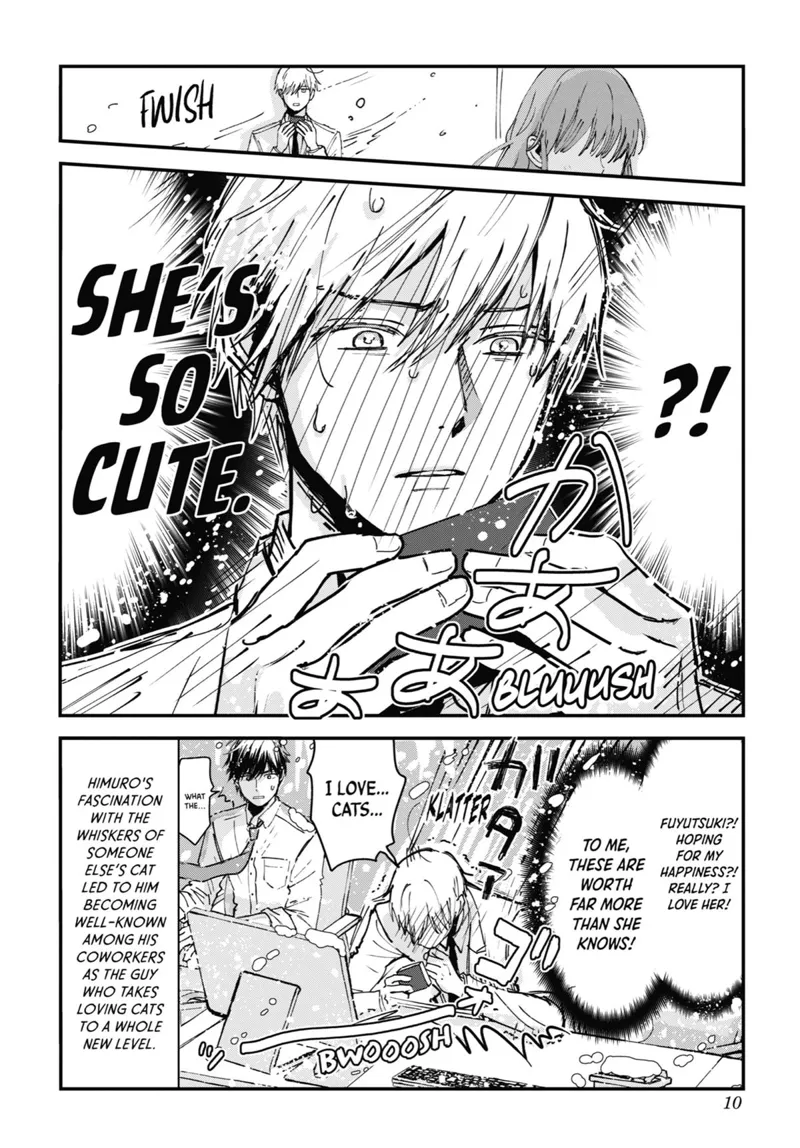 FWISH
?!
SHE'S
SO
CUTE.
かあああ
BLUUUSH
FUYUTSUKI?!
HOPING
FOR MY
HAPPINESS?!
REALLY? I
LOVE HER!
TO ME,
THESE ARE
WORTH
FAR MORE
THAN SHE
KNOWS!
ガタ
KLATTER
I LOVE...
CATS...
WHAT
THE...
ゴ
BWOOOSH
HIMURO'S
FASCINATION
WITH THE
WHISKERS OF
SOMEONE
ELSE'S CAT
LED TO HIM
BECOMING
WELL-KNOWN
AMONG HIS
COWORKERS
AS THE GUY
WHO TAKES
LOVING CATS
TO A WHOLE
NEW LEVEL.
10